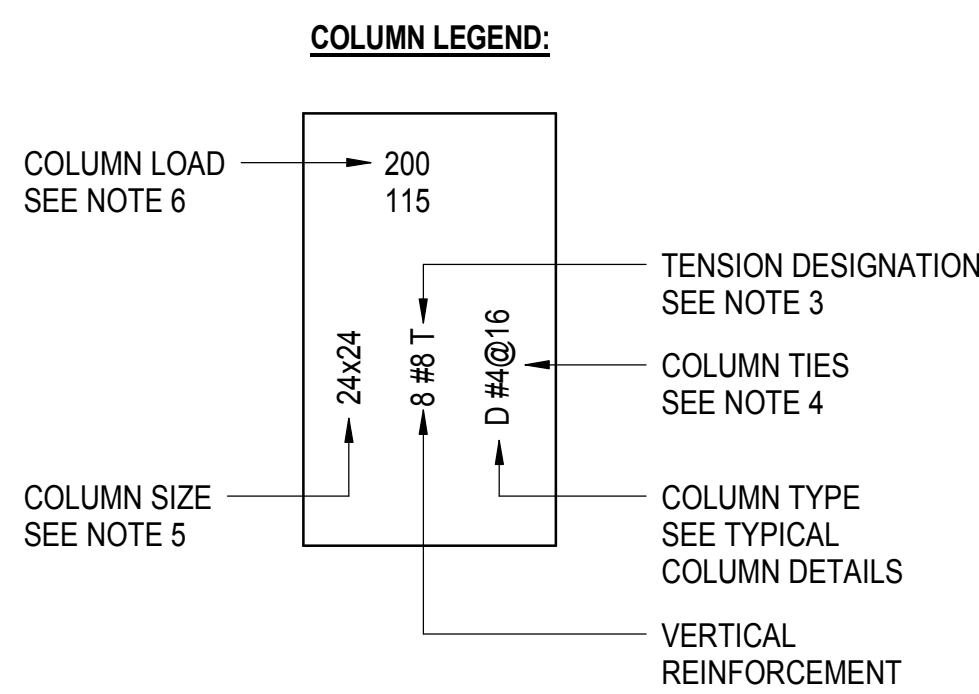 COLUMN LEGEND:
COLUMN LOAD
SEE NOTE 6
200
115
TENSION DESIGNATION
SEE NOTE 3
24x24
8 #8 T
D #4@16
COLUMN TIES
SEE NOTE 4
COLUMN SIZE
SEE NOTE 5
COLUMN TYPE
SEE TYPICAL
COLUMN DETAILS
VERTICAL
REINFORCEMENT